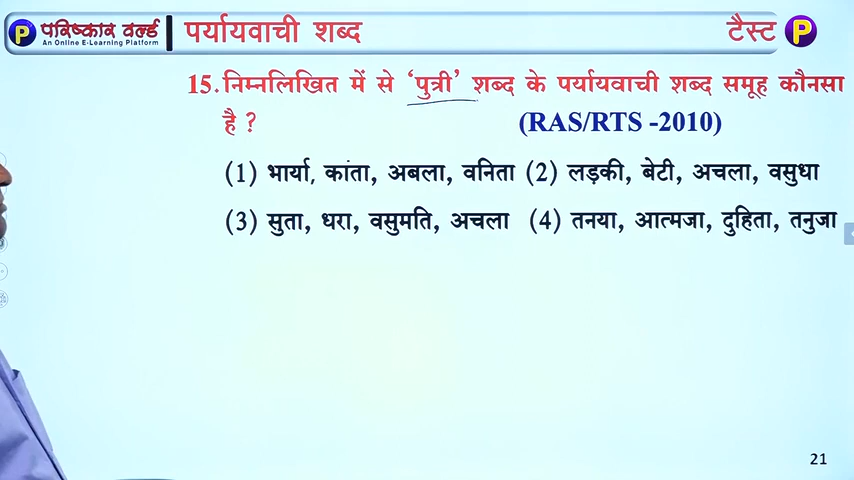 परिष्कार वर्ल्ड
An Online E-Learning Platform
पर्यायवाची शब्द
टैस्ट P
15. निम्नलिखित में से ‘पुत्री’ शब्द के पर्यायवाची शब्द समूह कौनसा
है ? (RAS/RTS -2010)
(1) भार्या, कांता, अबला, वनिता (2) लड़की, बेटी, अचला, वसुधा
(3) सुता, धरा, वसुमति, अचला (4) तनया, आत्मजा, दुहिता, तनुजा
21